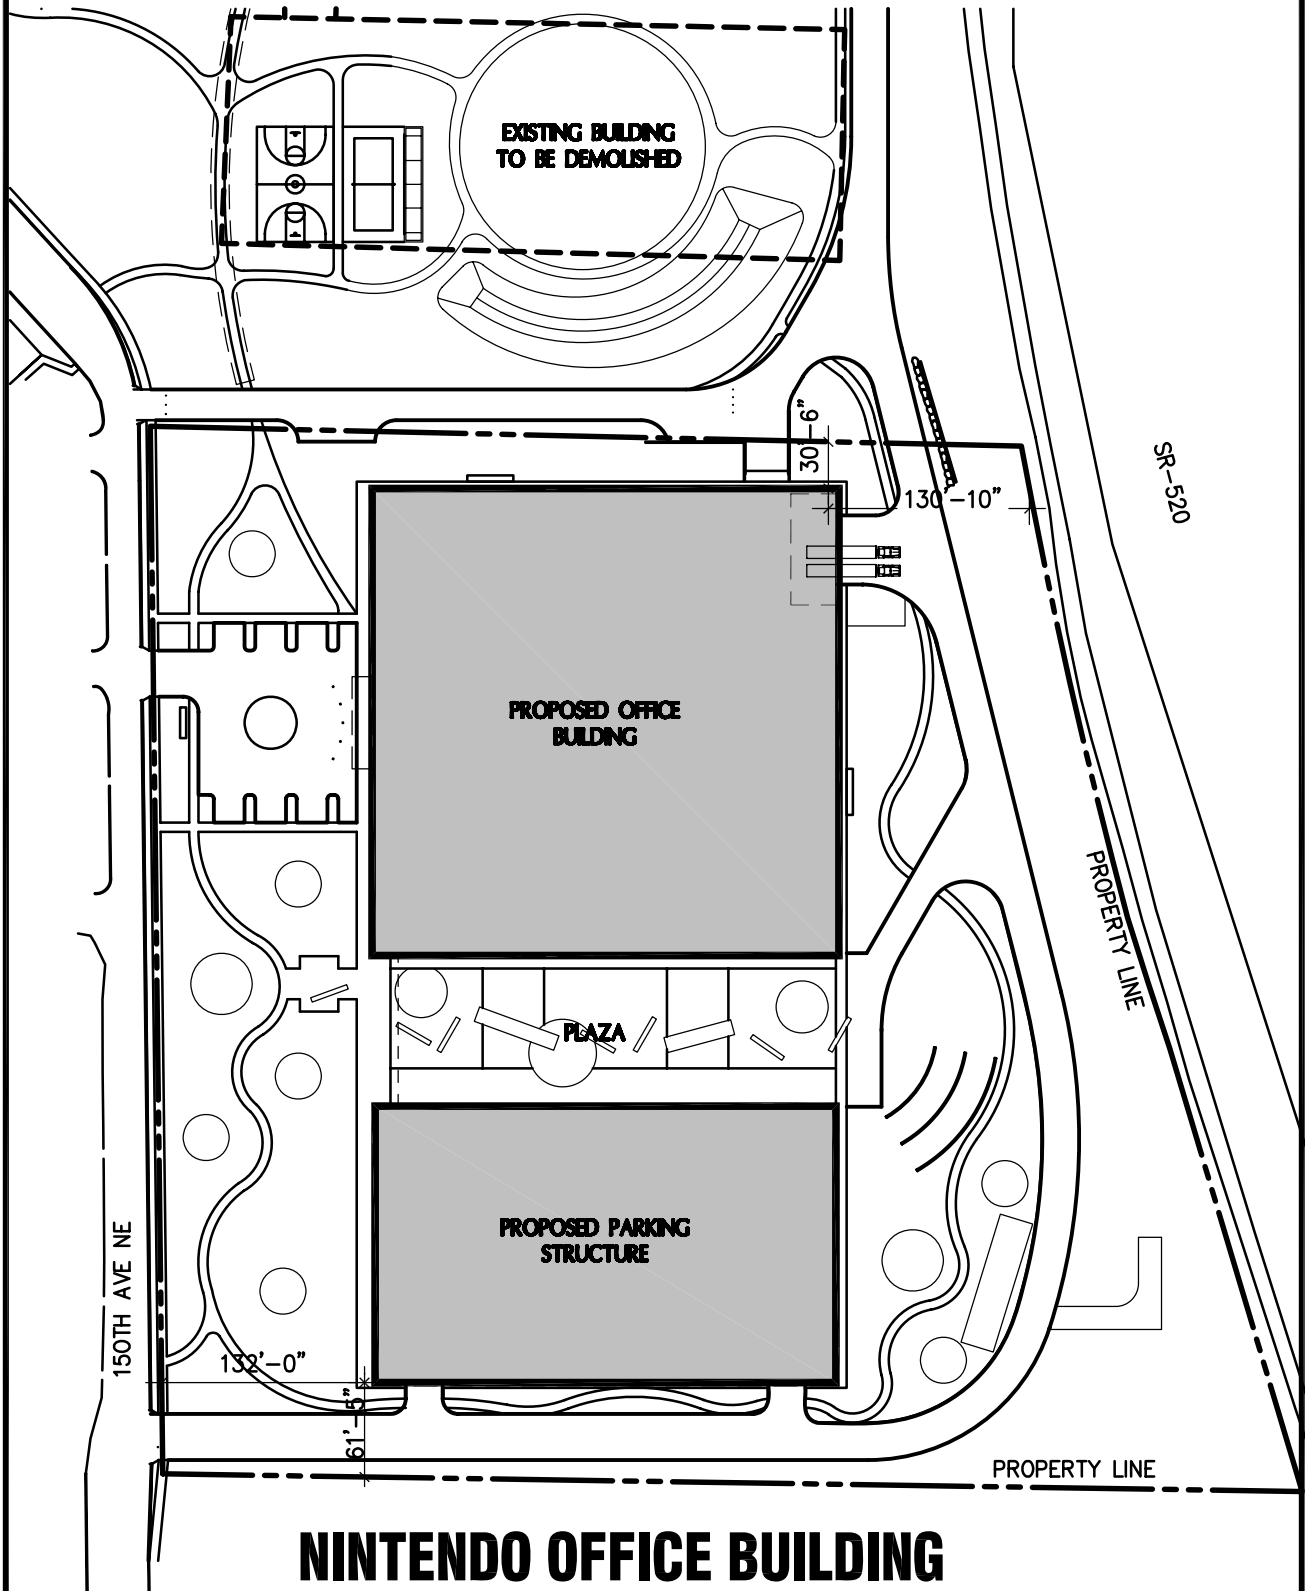 EXISTING BUILDING
TO BE DEMOLISHED
30'-6"
130'-10"
SR-520
PROPOSED OFFICE
BUILDING
PROPERTY LINE
PLAZA
PROPOSED PARKING
STRUCTURE
150TH AVE NE
132'-0"
61'-5"
PROPERTY LINE
NINTENDO OFFICE BUILDING